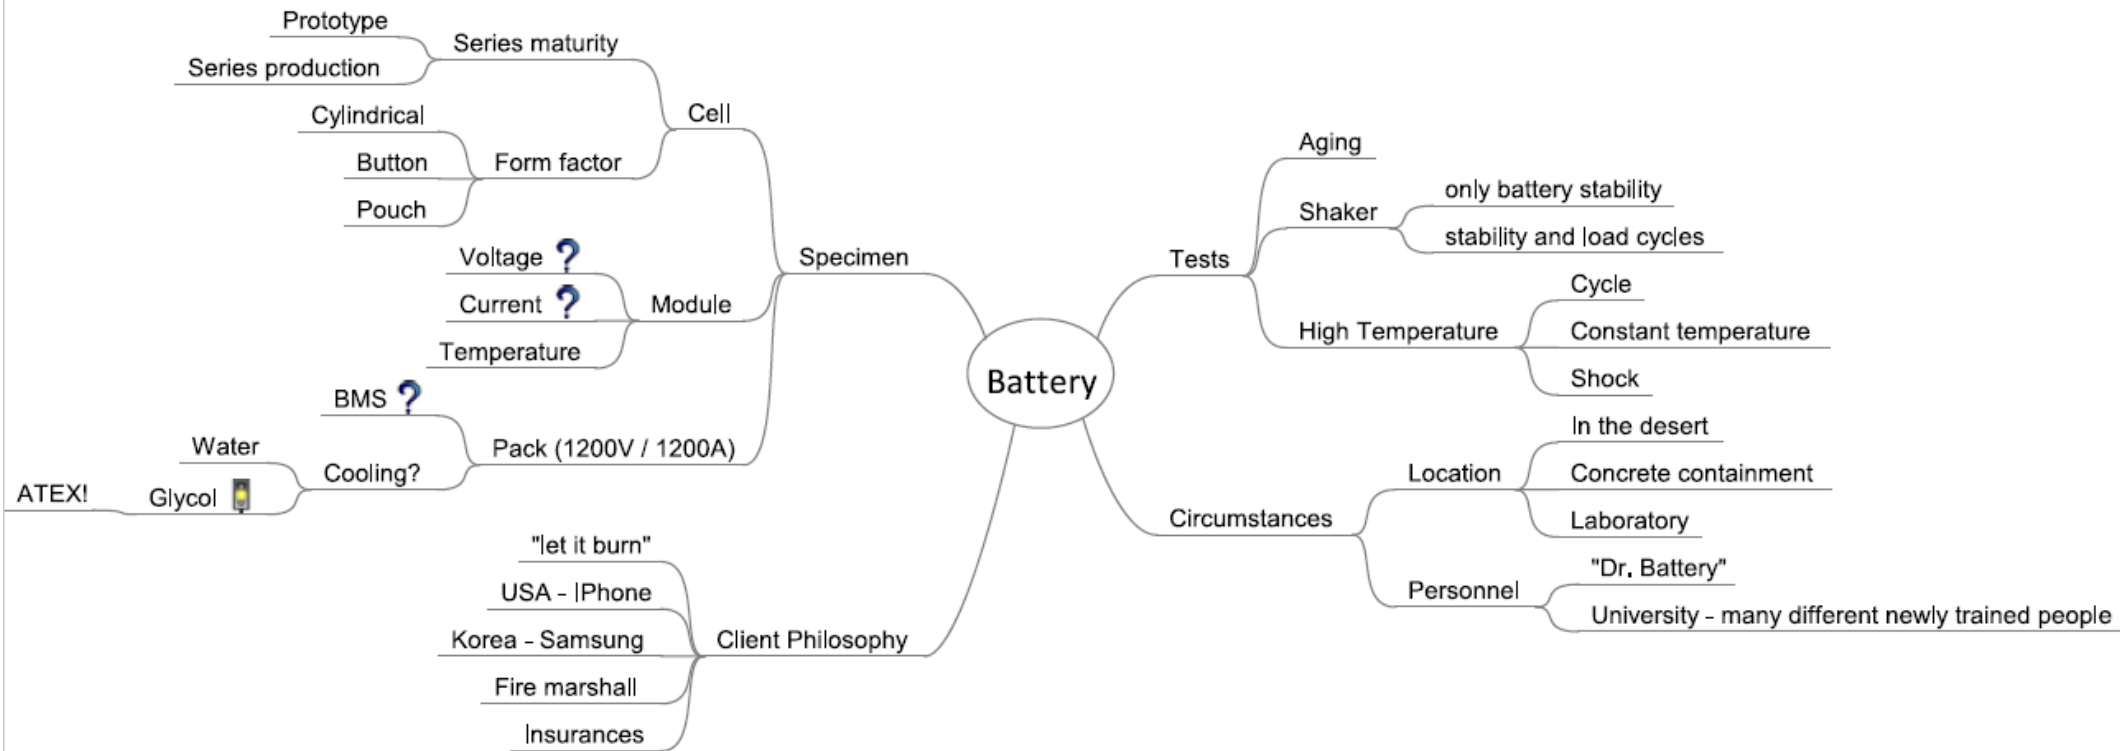 Prototype
Series maturity
Series production
Cylindrical
Cell
Button
Form factor
Pouch
Voltage
Specimen
Current
Module
Temperature
BMS
Pack (1200V / 1200A)
Water
Cooling?
ATEX!
Glycol
"let it burn"
USA - IPhone
Korea - Samsung
Client Philosophy
Fire marshall
Insurances
Battery
Aging
only battery stability
Shaker
stability and load cycles
Tests
Cycle
High Temperature
Constant temperature
Shock
In the desert
Location
Concrete containment
Circumstances
Laboratory
"Dr. Battery"
Personnel
University - many different newly trained people